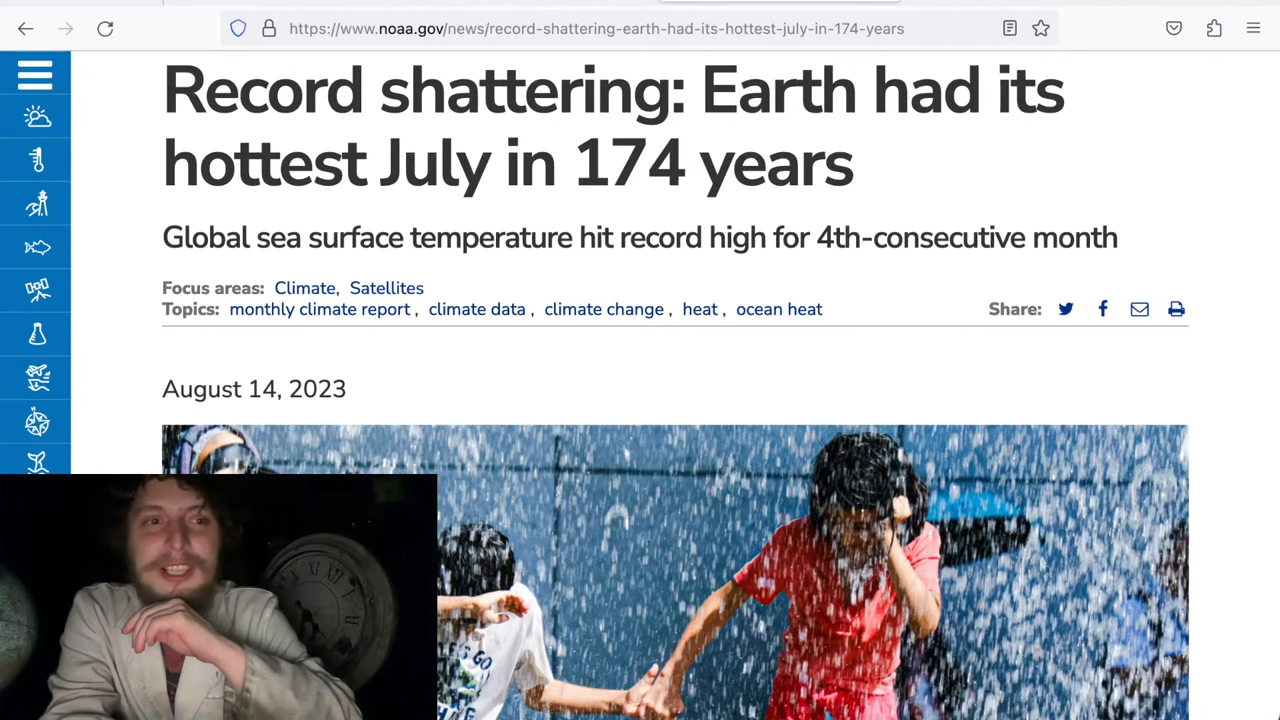 https://www.noaa.gov/news/record-shattering-earth-had-its-hottest-july-in-174-years
Record shattering: Earth had its
hottest July in 174 years
Global sea surface temperature hit record high for 4th-consecutive month
Focus areas: Climate, Satellites
Topics: monthly climate report , climate data , climate change , heat , ocean heat
Share:
August 14, 2023
GO